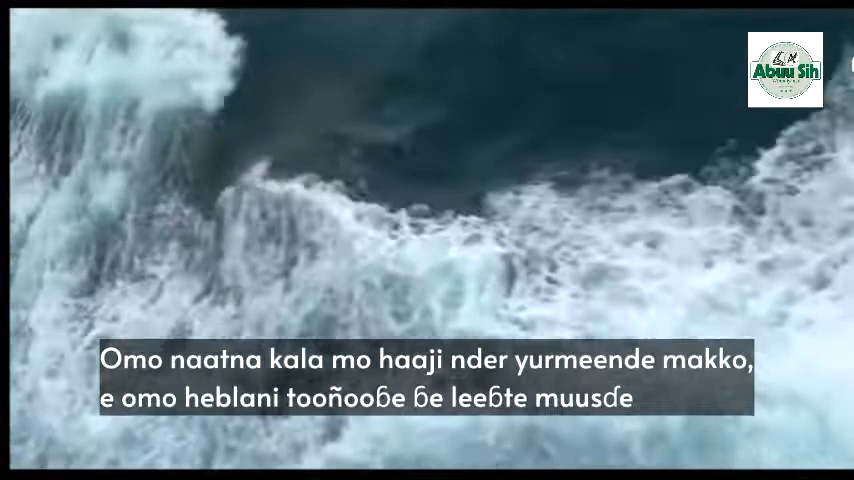 Abuu Sih
Omo naatna kala mo haaji nder yurmeende makko,
e omo heblani tooñooɓe ɓe leeɓte muusɗe